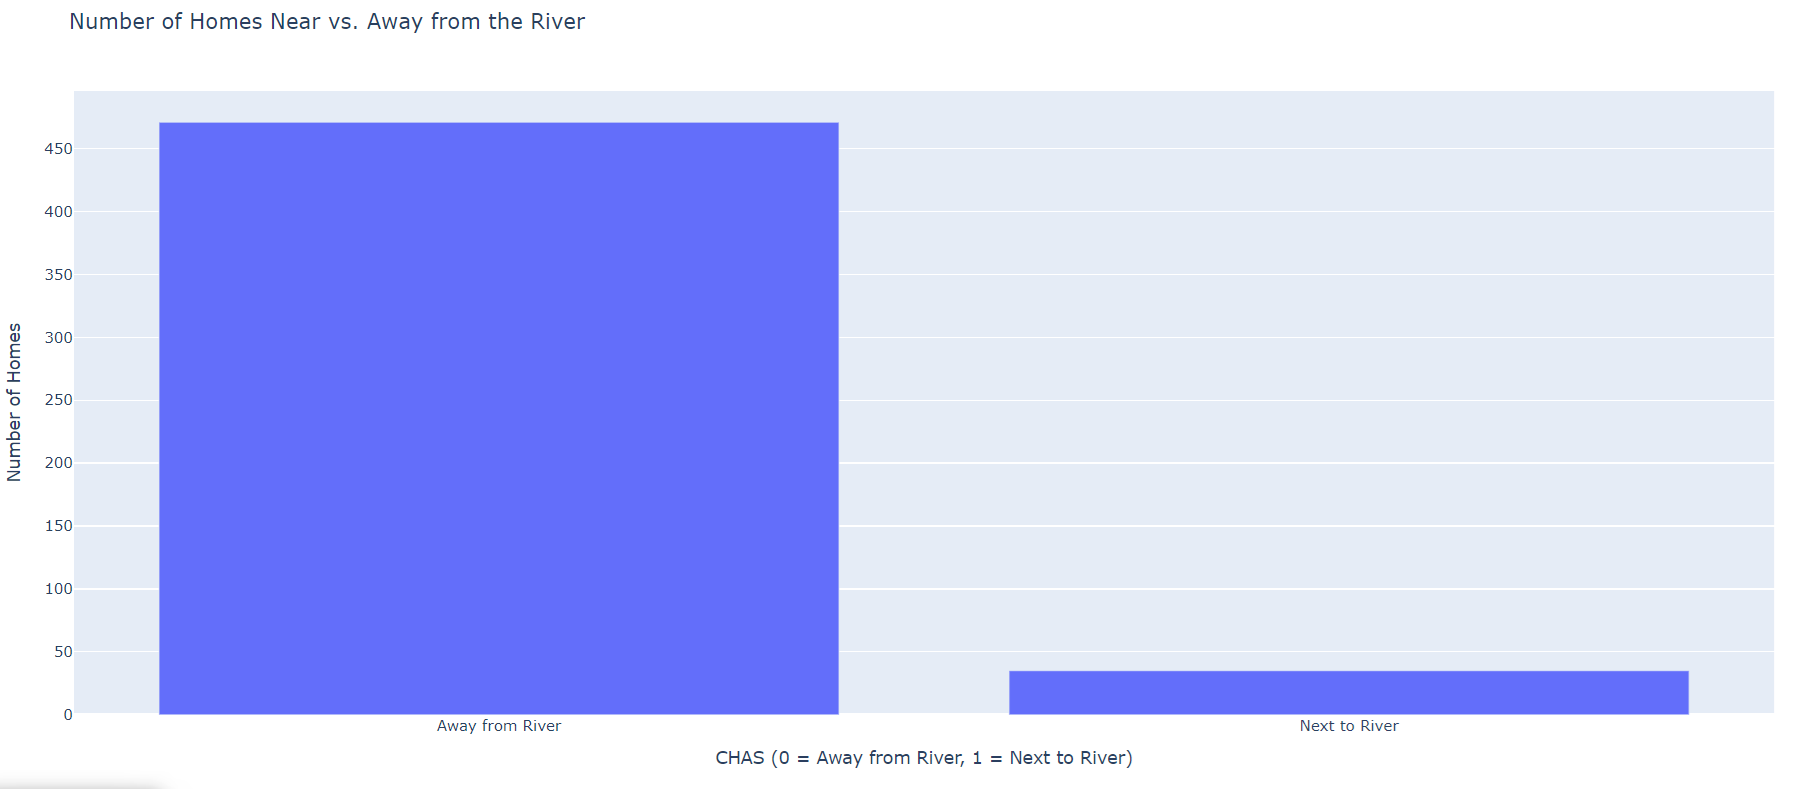 Number of Homes Near vs. Away from the River
Number of Homes
450
400
350
300
250
200
150
100
50
0
Away from River
Next to River
CHAS (0 = Away from River, 1 = Next to River)